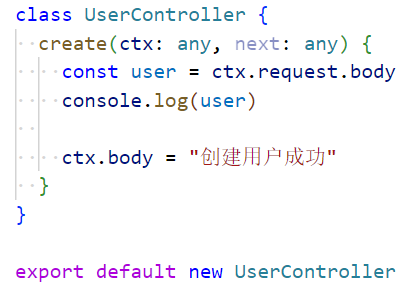 class UserController {
  create(ctx: any, next: any) {
    const user = ctx.request.body
    console.log(user)

    ctx.body = "创建用户成功"
  }
}

export default new UserController